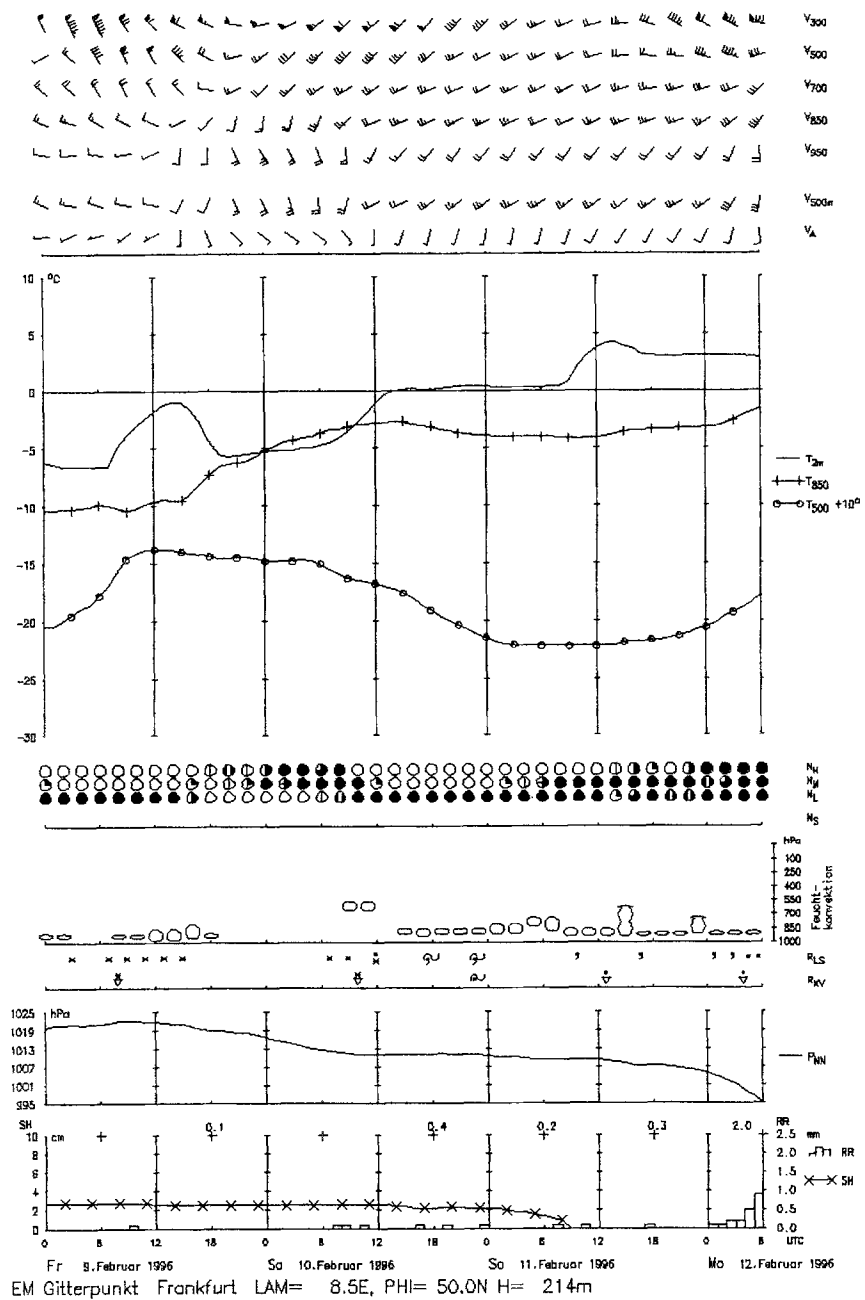 V300
V500
V700
V850
V950
V500m
VA
10 °C
5
0
-5
-10
-15
-20
-25
-30
T2m
T850
T500 +10°
NH
NM
NL
NS
hPa
100
250
400
550
700
850
1000
Feucht-
konvektion
RLS
RKV
1025 hPa
1019
1013
1007
1001
995
PNN
SH RR
0.1 0.4 0.2 0.3 2.0
10 cm 2.5 mm
8 2.0 RR
6 1.5 SH
4 1.0
2 0.5
0 0.0
0 6 12 18 0 6 12 18 0 6 12 18 0 6 UTC
Fr 9.Februar 1996 Sa 10.Februar 1996 So 11.Februar 1996 Mo 12.Februar 1996
EM Gitterpunkt Frankfurt LAM= 8.5E, PHI= 50.0N H= 214m